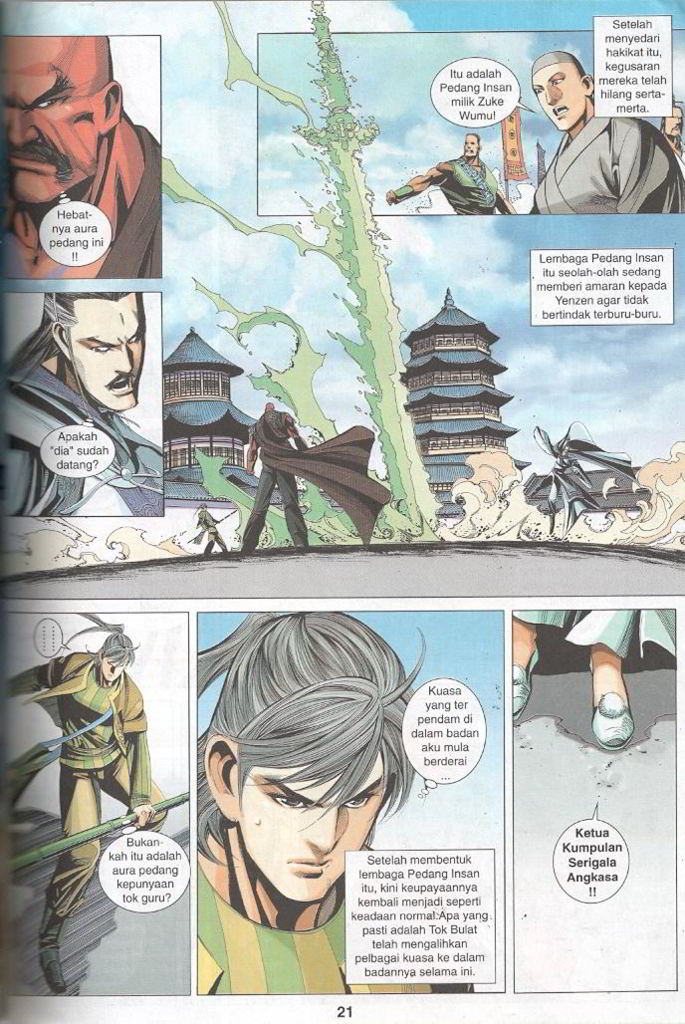 Setelah
menyedari
hakikat itu,
kegusaran
mereka telah
hilang serta-
merta.
Itu adalah
Pedang Insan
milik Zuke
Wumu!
Hebat-
nya aura
pedang ini
!!
Lembaga Pedang Insan
itu seolah-olah sedang
memberi amaran kepada
Yenzen agar tidak
bertindak terburu-buru.
Apakah
"dia" sudah
datang?
Bukan-
kah itu adalah
aura pedang
kepunyaan
tok guru?
Kuasa
yang ter
pendam di
dalam badan
aku mula
berderai
...
Setelah membentuk
lembaga Pedang Insan
itu, kini keupayaannya
kembali menjadi seperti
keadaan normal.Apa yang
pasti adalah Tok Bulat
telah mengalihkan
pelbagai kuasa ke dalam
badannya selama ini.
Ketua
Kumpulan
Serigala
Angkasa
!!
21